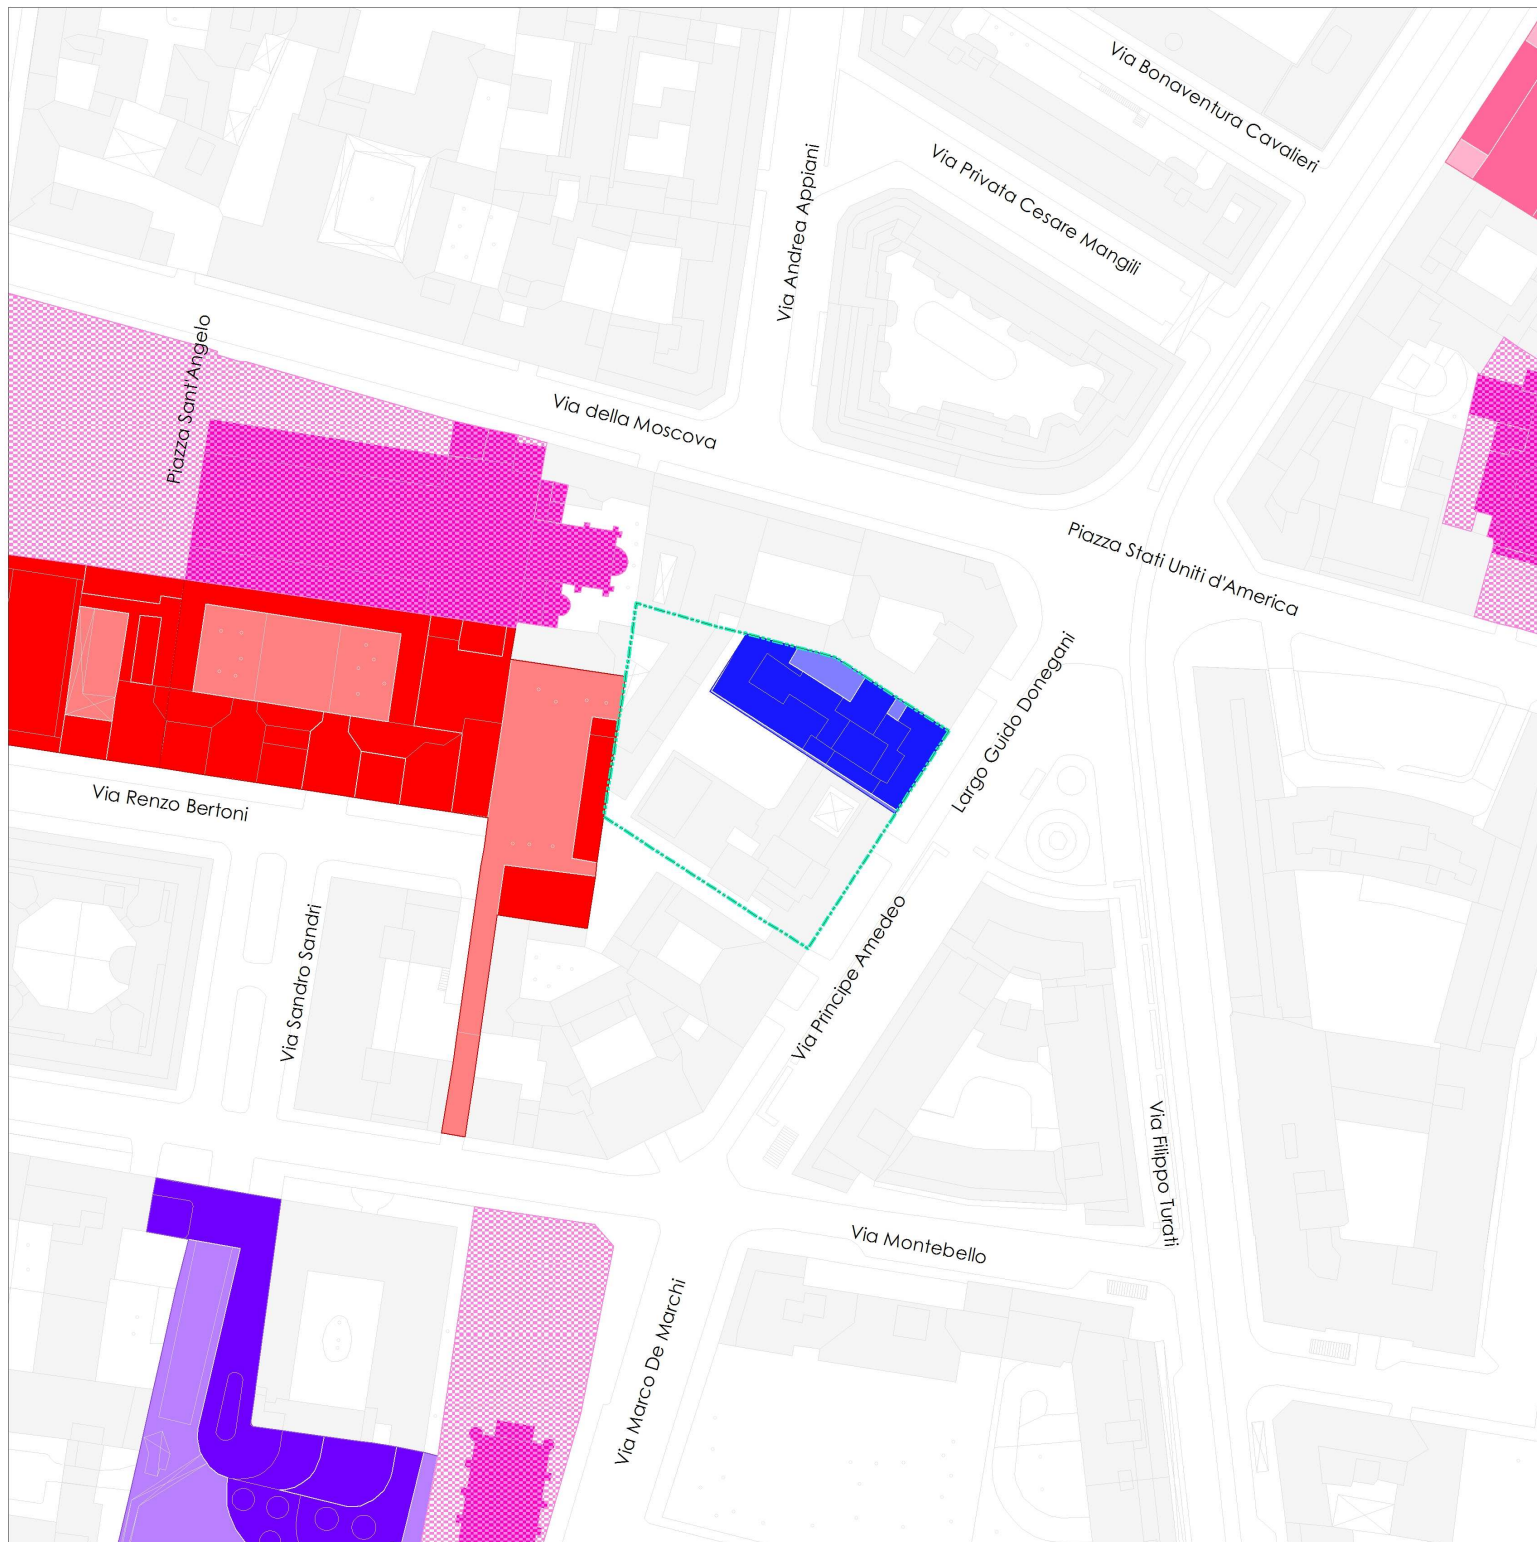 Via Bonaventura Cavalieri
Via Privata Cesare Mangili
Via Andrea Appiani
Piazza Sant'Angelo
Via della Moscova
Piazza Stati Uniti d'America
Largo Guido Donegani
Via Renzo Bertoni
Via Sandro Sandri
Via Principe Amedeo
Via Filippo Turati
Via Montebello
Via Marco De Marchi